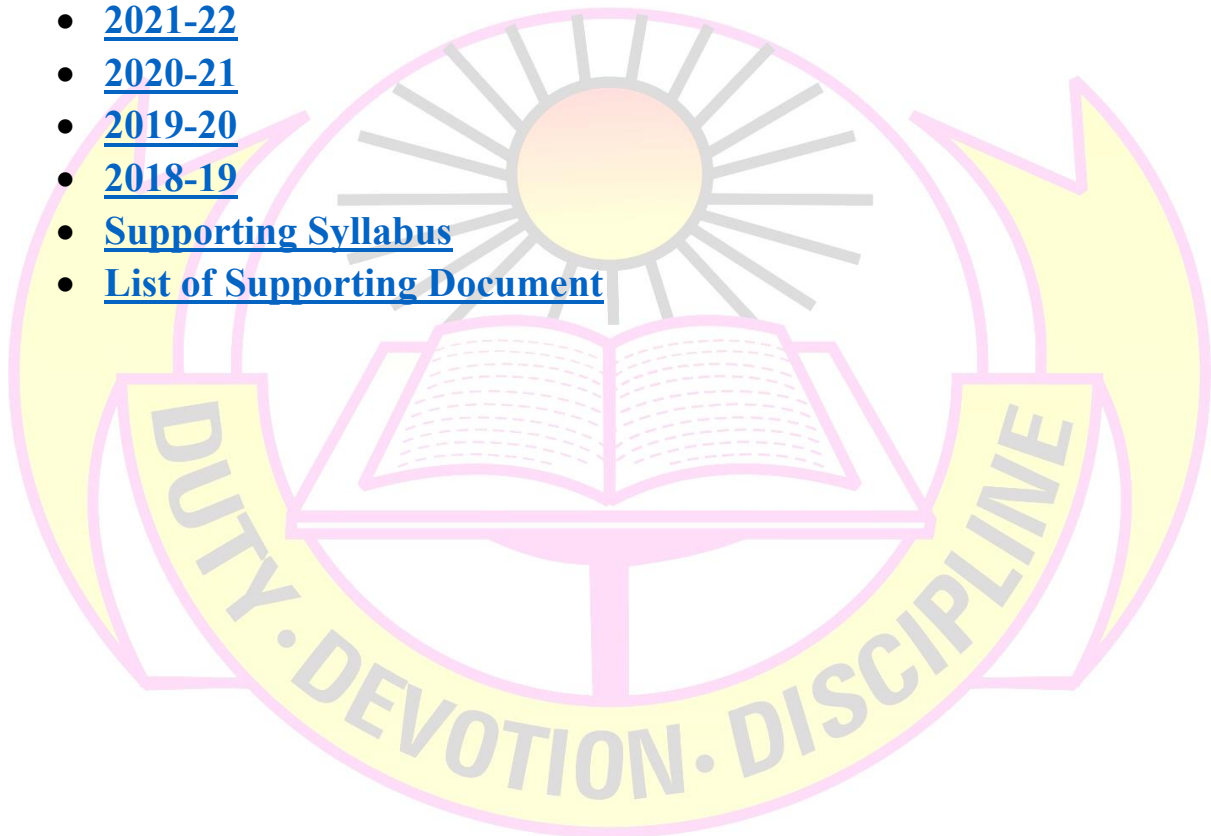 • 2021-22
• 2020-21
• 2019-20
• 2018-19
• Supporting Syllabus
• List of Supporting Document
DUTY · DEVOTION · DISCIPLINE